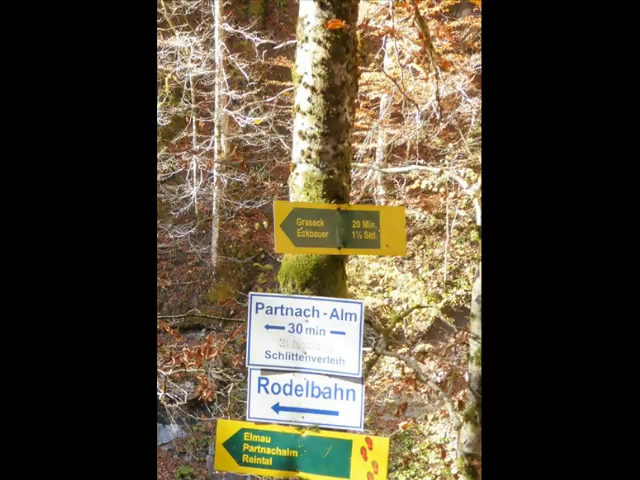 Graseck 20 Min.
Eckbauer 1½ Std.
Partnach-Alm
30 min
Schlittenverleih
Rodelbahn
Elmau
Partnachalm
Reintal